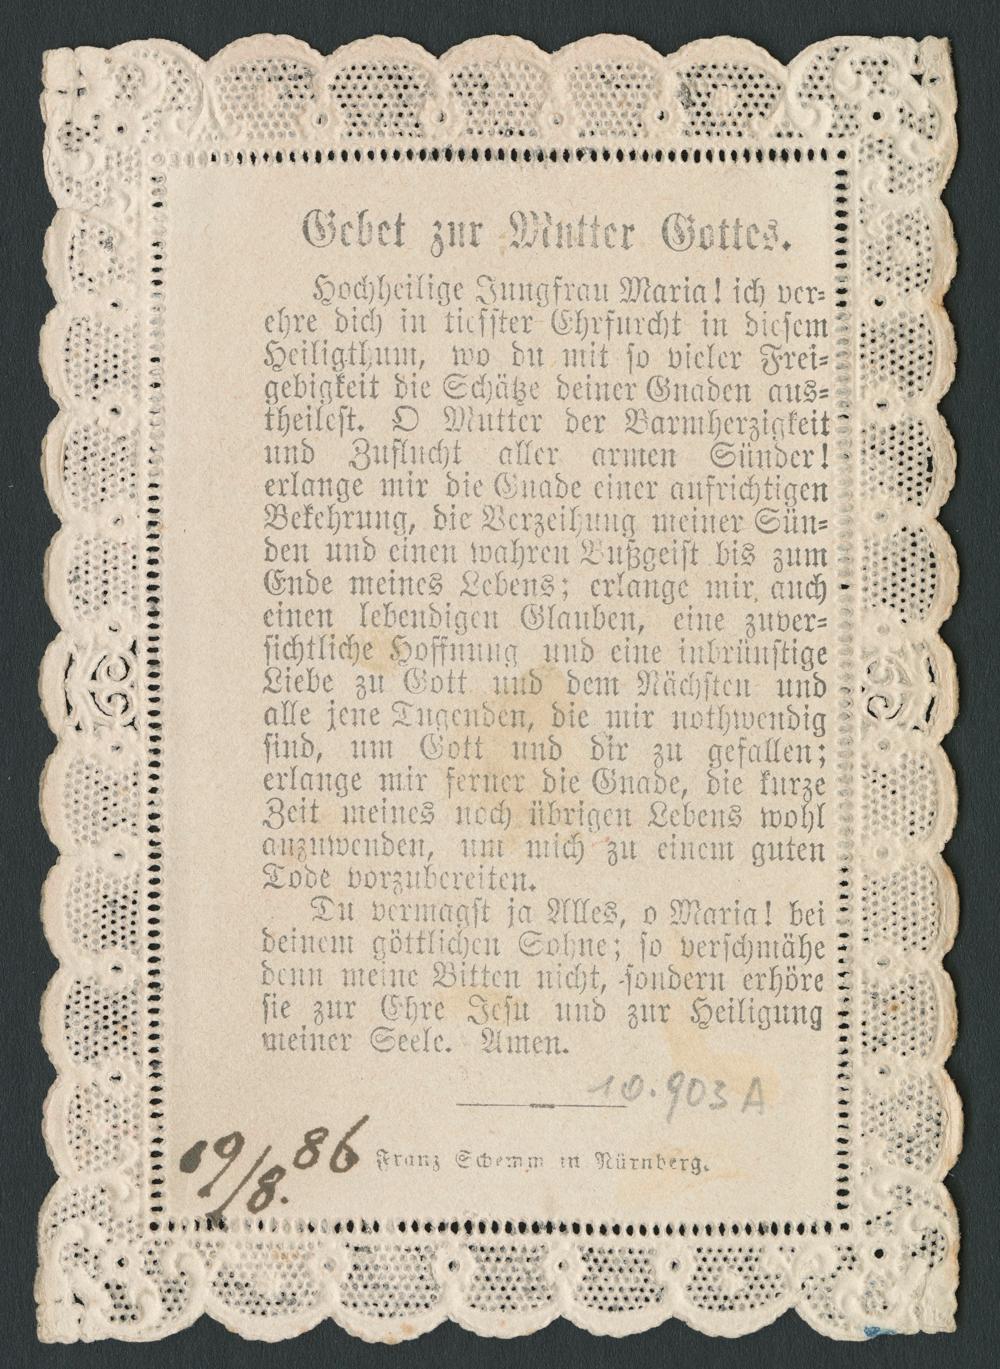 Gebet zur Mutter Gottes.
Hochheilige Jungfrau Maria! ich ver-
ehre dich in tiefster Ehrfurcht in diesem
Heiligthum, wo du mit so vieler Frei-
gebigkeit die Schätze deiner Gnaden aus-
theilest. O Mutter der Barmherzigkeit
und Zuflucht aller armen Sünder!
erlange mir die Gnade einer aufrichtigen
Bekehrung, die Verzeihung meiner Sün-
den und einen wahren Bußgeist bis zum
Ende meines Lebens; erlange mir auch
einen lebendigen Glauben, eine zuver-
sichtliche Hoffnung und eine inbrünstige
Liebe zu Gott und dem Nächsten und
alle jene Tugenden, die mir nothwendig
sind, um Gott und dir zu gefallen;
erlange mir ferner die Gnade, die kurze
Zeit meines noch übrigen Lebens wohl
anzuwenden, um mich zu einem guten
Tode vorzubereiten.
Du vermagst ja Alles, o Maria! bei
deinem göttlichen Sohne; so verschmähe
denn meine Bitten nicht, sondern erhöre
sie zur Ehre Jesu und zur Heiligung
meiner Seele. Amen.
10.903 A
19/8. 86
Franz Schemm in Nürnberg.